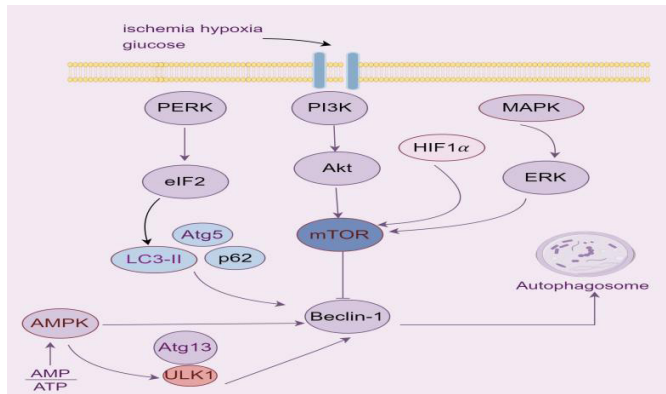 ischemia hypoxia
giucose
PERK
PI3K
MAPK
HIF1α
eIF2
Akt
ERK
Atg5
mTOR
LC3-II
p62
Autophagosome
AMPK
Beclin-1
Atg13
ULK1
AMP
ATP